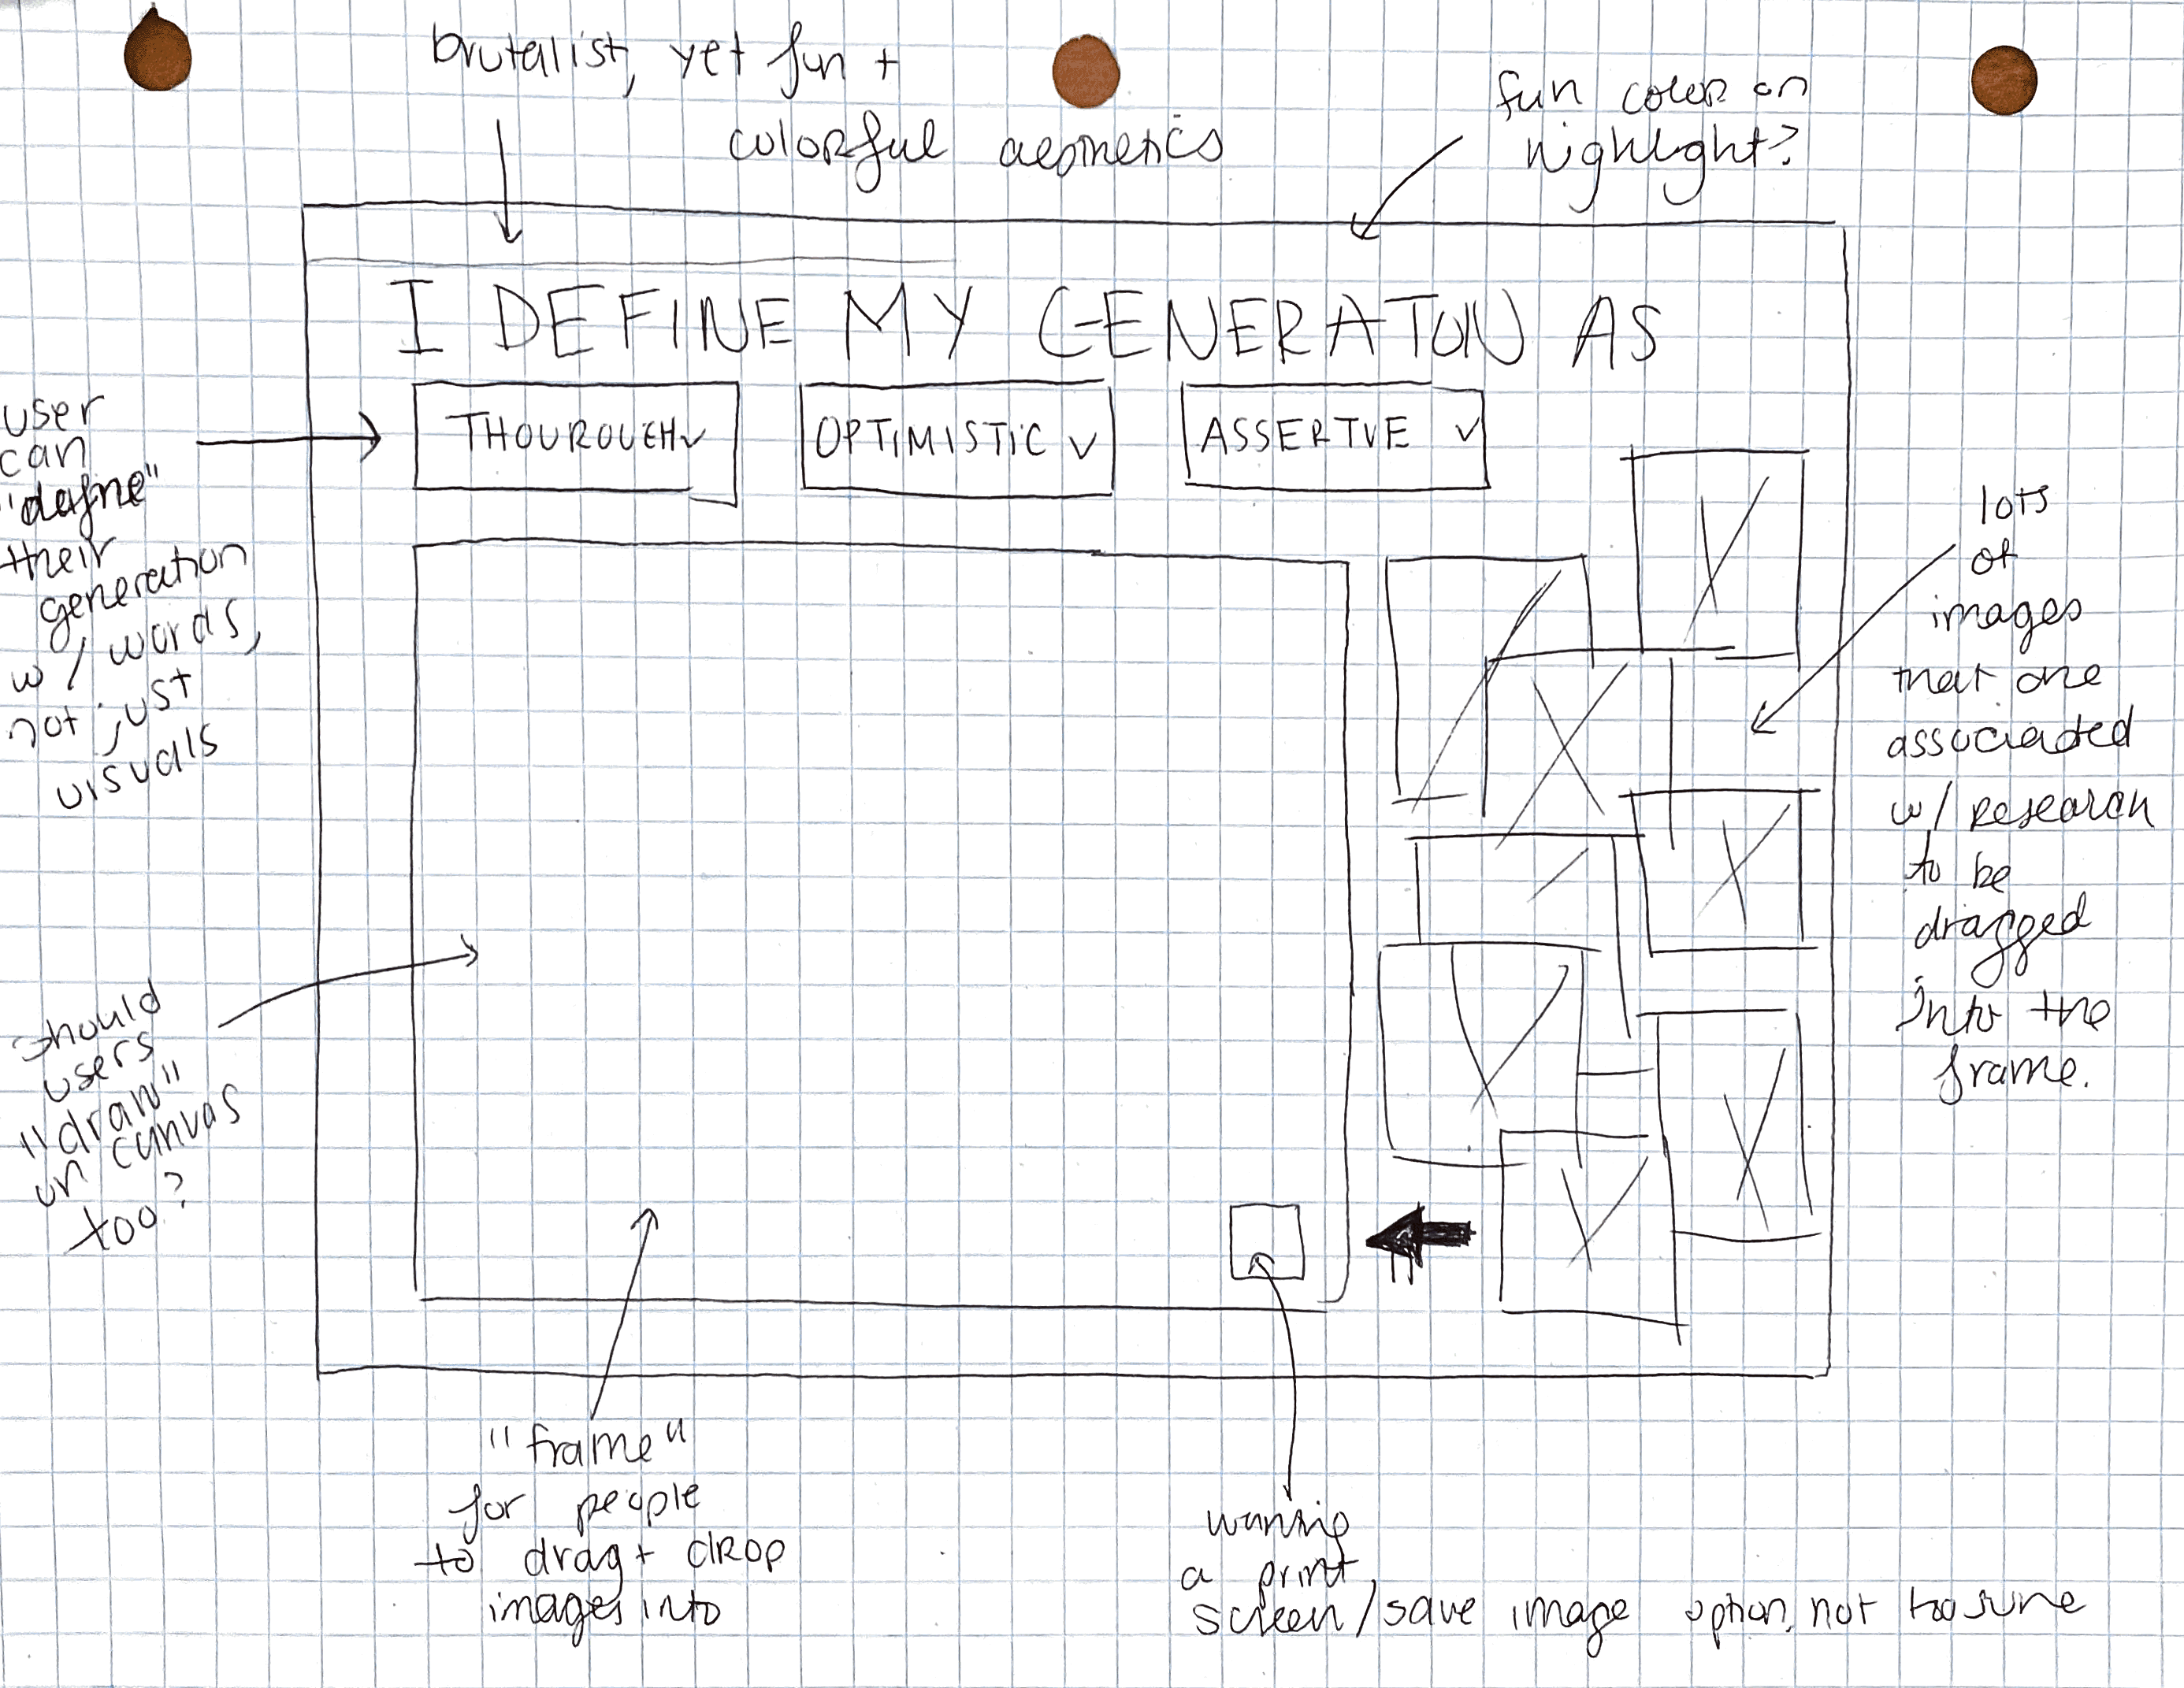 brutalist, yet fun +
colorful aesthetics
fun color on
highlight?
I DEFINE MY GENERATION AS
THOUROUGH
OPTIMISTIC
ASSERTVE
user
can
"define"
their
generation
w/ words,
not just
visuals
lots
of
images
that are
associated
w/ research
to be
dragged
into the
frame.
should
users
"draw"
on canvas
too?
"frame"
for people
to drag + drop
images into
a print
screen/save image option, not too sure